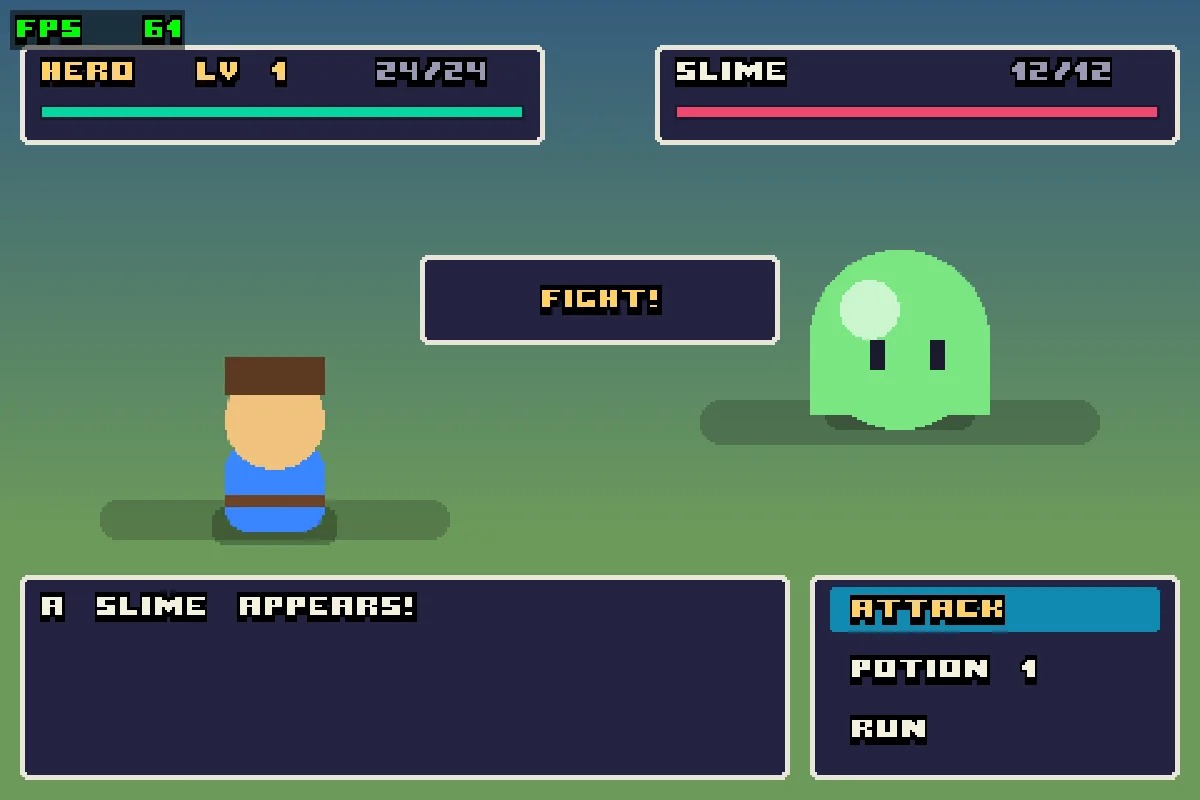 FPS 61
HERO LV 1 24/24
SLIME 12/12
FIGHT!
A SLIME APPEARS!
ATTACK
POTION 1
RUN